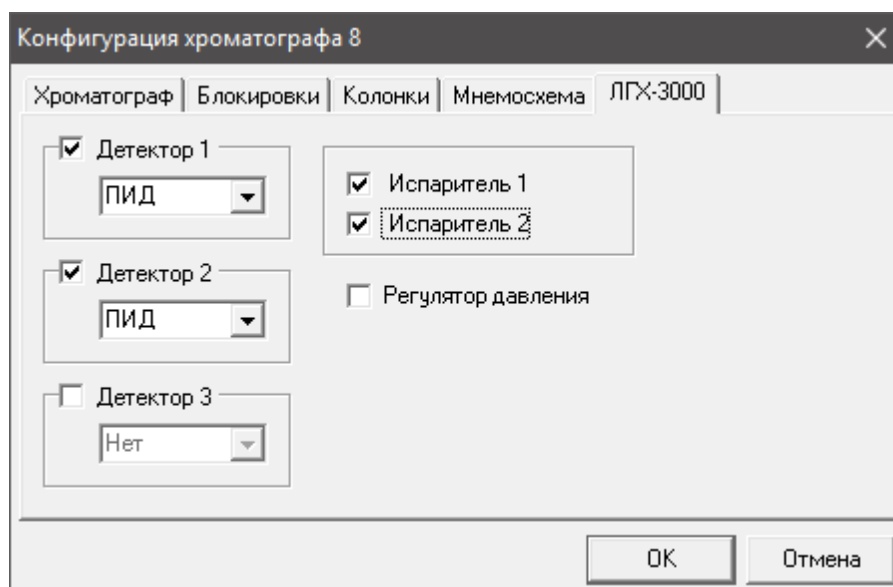 Конфигурация хроматографа 8
Хроматограф Блокировки Колонки Мнемосхема ЛГХ-3000
Детектор 1
ПИД
Испаритель 1
Испаритель 2
Детектор 2
ПИД
Регулятор давления
Детектор 3
Нет
ОК Отмена